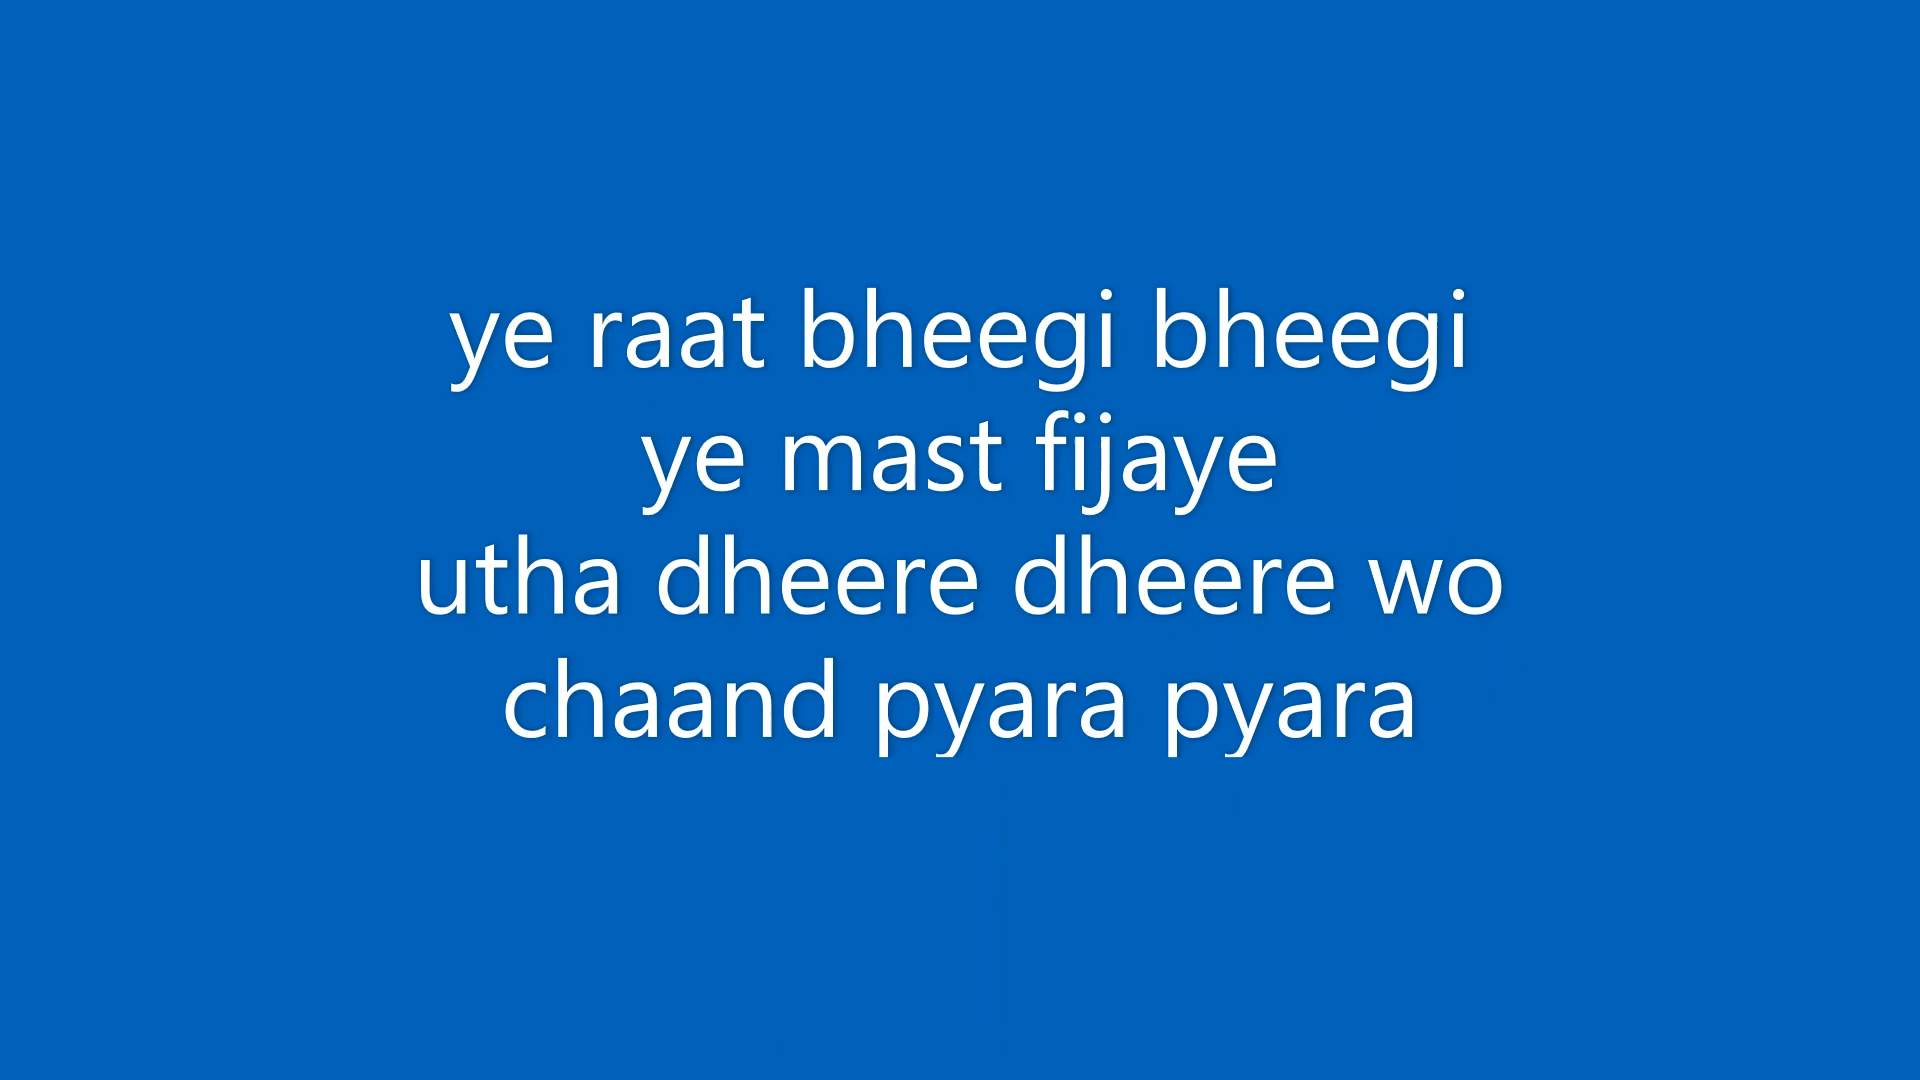 ye raat bheegi bheegi
ye mast fijaye
utha dheere dheere wo
chaand pyara pyara